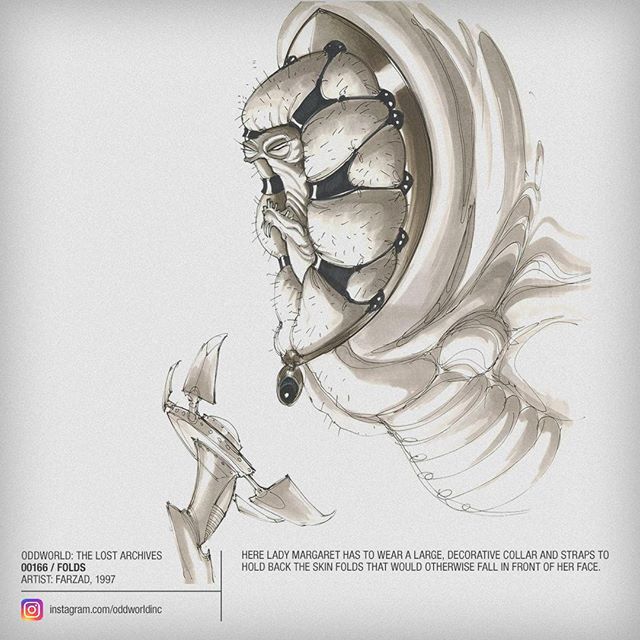 ODDWORLD: THE LOST ARCHIVES
00166 / FOLDS
ARTIST: FARZAD, 1997
instagram.com/oddworldinc
HERE LADY MARGARET HAS TO WEAR A LARGE, DECORATIVE COLLAR AND STRAPS TO
HOLD BACK THE SKIN FOLDS THAT WOULD OTHERWISE FALL IN FRONT OF HER FACE.